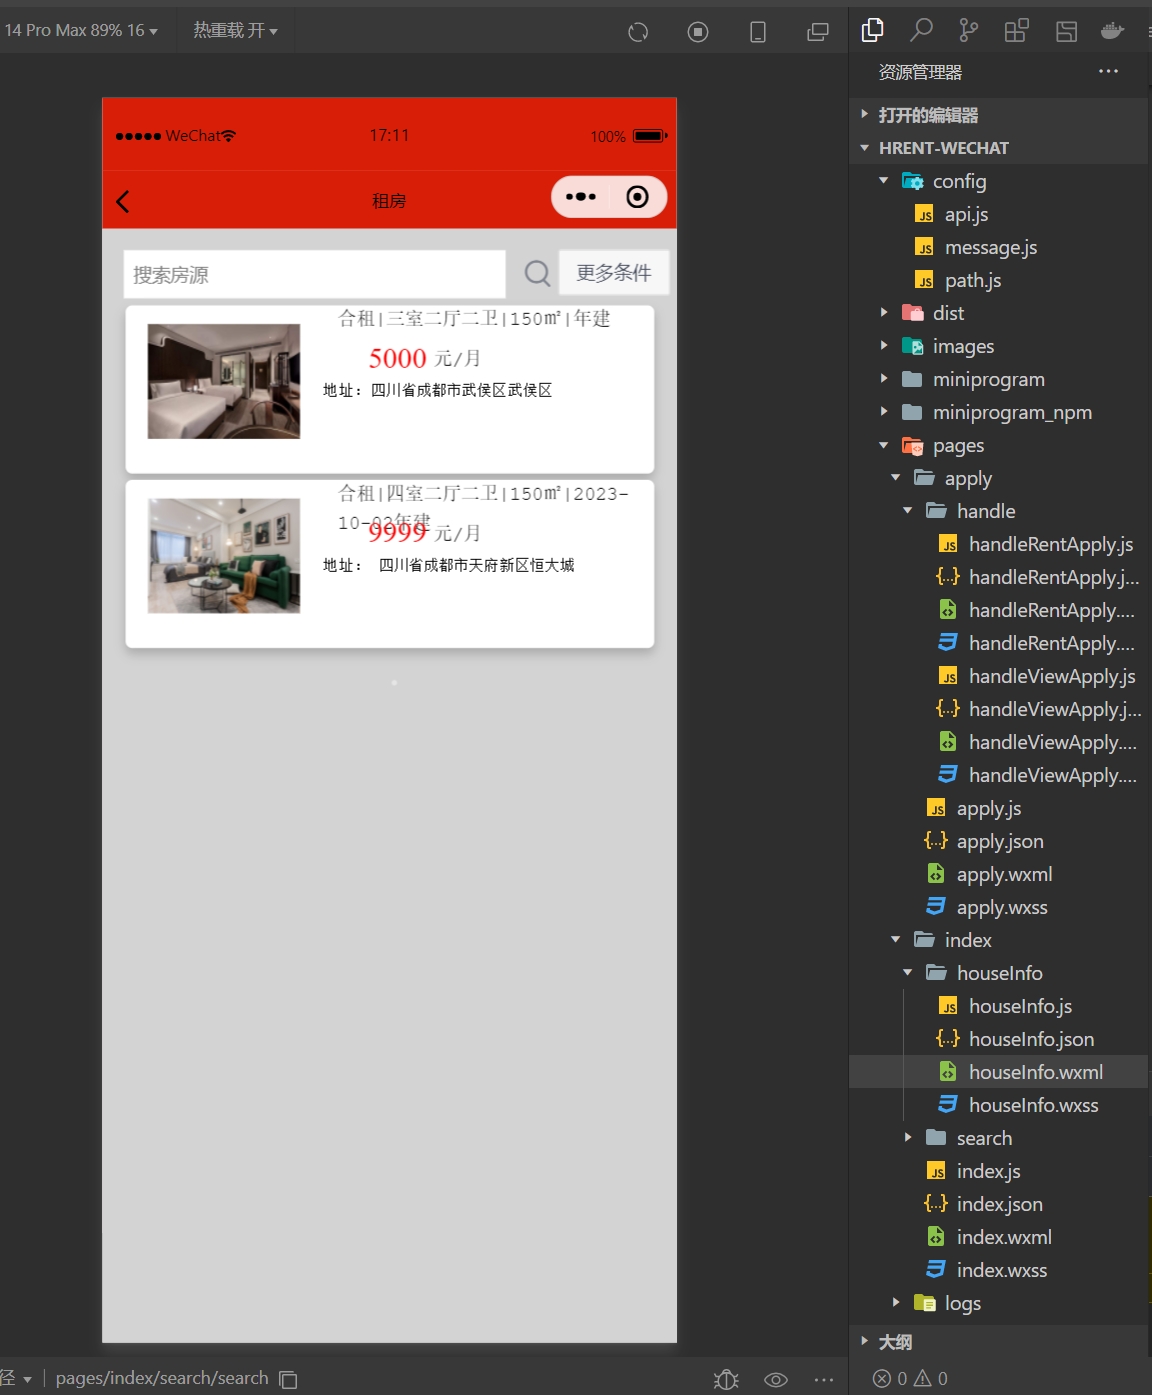 14 Pro Max 89% 16
热重载 开
WeChat
17:11
100%
租房
搜索房源
更多条件
合租|三室二厅二卫|150㎡|年建
5000 元/月
地址：四川省成都市武侯区武侯区
合租|四室二厅二卫|150㎡|2023-
10-02年建
9999 元/月
地址： 四川省成都市天府新区恒大城
径
pages/index/search/search
资源管理器
打开的编辑器
HRENT-WECHAT
config
JS api.js
JS message.js
JS path.js
dist
images
miniprogram
miniprogram_npm
pages
apply
handle
JS handleRentApply.js
{..} handleRentApply.j...
handleRentApply....
handleRentApply....
JS handleViewApply.js
{..} handleViewApply.j...
handleViewApply....
handleViewApply....
JS apply.js
{..} apply.json
apply.wxml
apply.wxss
index
houseInfo
JS houseInfo.js
{..} houseInfo.json
houseInfo.wxml
houseInfo.wxss
search
JS index.js
{..} index.json
index.wxml
index.wxss
logs
大纲
0 0